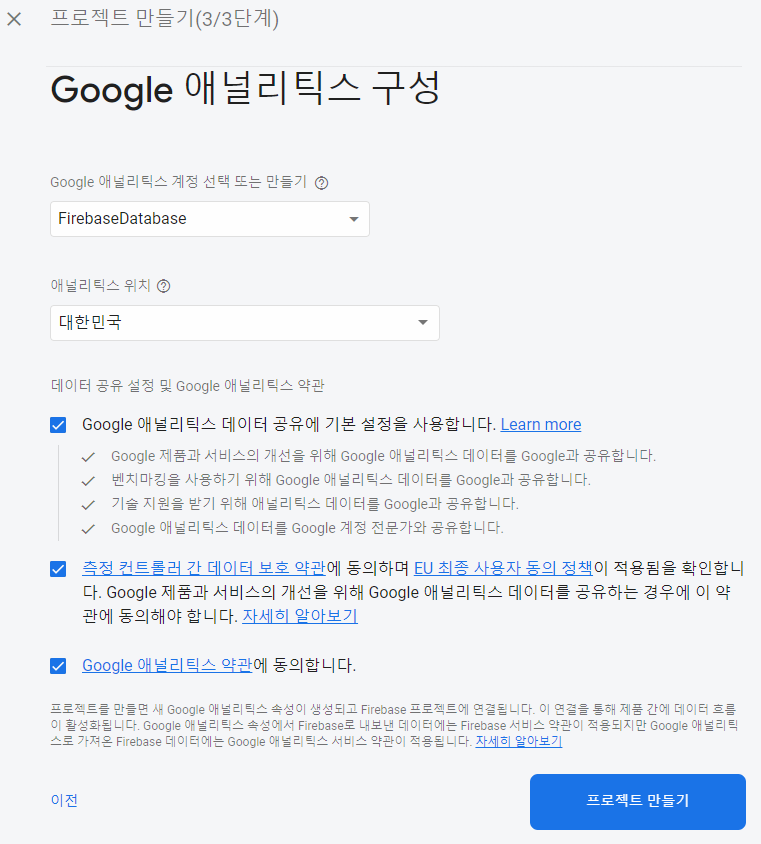 프로젝트 만들기(3/3단계)
Google 애널리틱스 구성
Google 애널리틱스 계정 선택 또는 만들기
FirebaseDatabase
애널리틱스 위치
대한민국
데이터 공유 설정 및 Google 애널리틱스 약관
Google 애널리틱스 데이터 공유에 기본 설정을 사용합니다. Learn more
Google 제품과 서비스의 개선을 위해 Google 애널리틱스 데이터를 Google과 공유합니다.
벤치마킹을 사용하기 위해 Google 애널리틱스 데이터를 Google과 공유합니다.
기술 지원을 받기 위해 애널리틱스 데이터를 Google과 공유합니다.
Google 애널리틱스 데이터를 Google 계정 전문가와 공유합니다.
측정 컨트롤러 간 데이터 보호 약관에 동의하며 EU 최종 사용자 동의 정책이 적용됨을 확인합니
다. Google 제품과 서비스의 개선을 위해 Google 애널리틱스 데이터를 공유하는 경우에 이 약
관에 동의해야 합니다. 자세히 알아보기
Google 애널리틱스 약관에 동의합니다.
프로젝트를 만들면 새 Google 애널리틱스 속성이 생성되고 Firebase 프로젝트에 연결됩니다. 이 연결을 통해 제품 간에 데이터 흐름
이 활성화됩니다. Google 애널리틱스 속성에서 Firebase로 내보낸 데이터에는 Firebase 서비스 약관이 적용되지만 Google 애널리틱
스로 가져온 Firebase 데이터에는 Google 애널리틱스 서비스 약관이 적용됩니다. 자세히 알아보기
이전
프로젝트 만들기